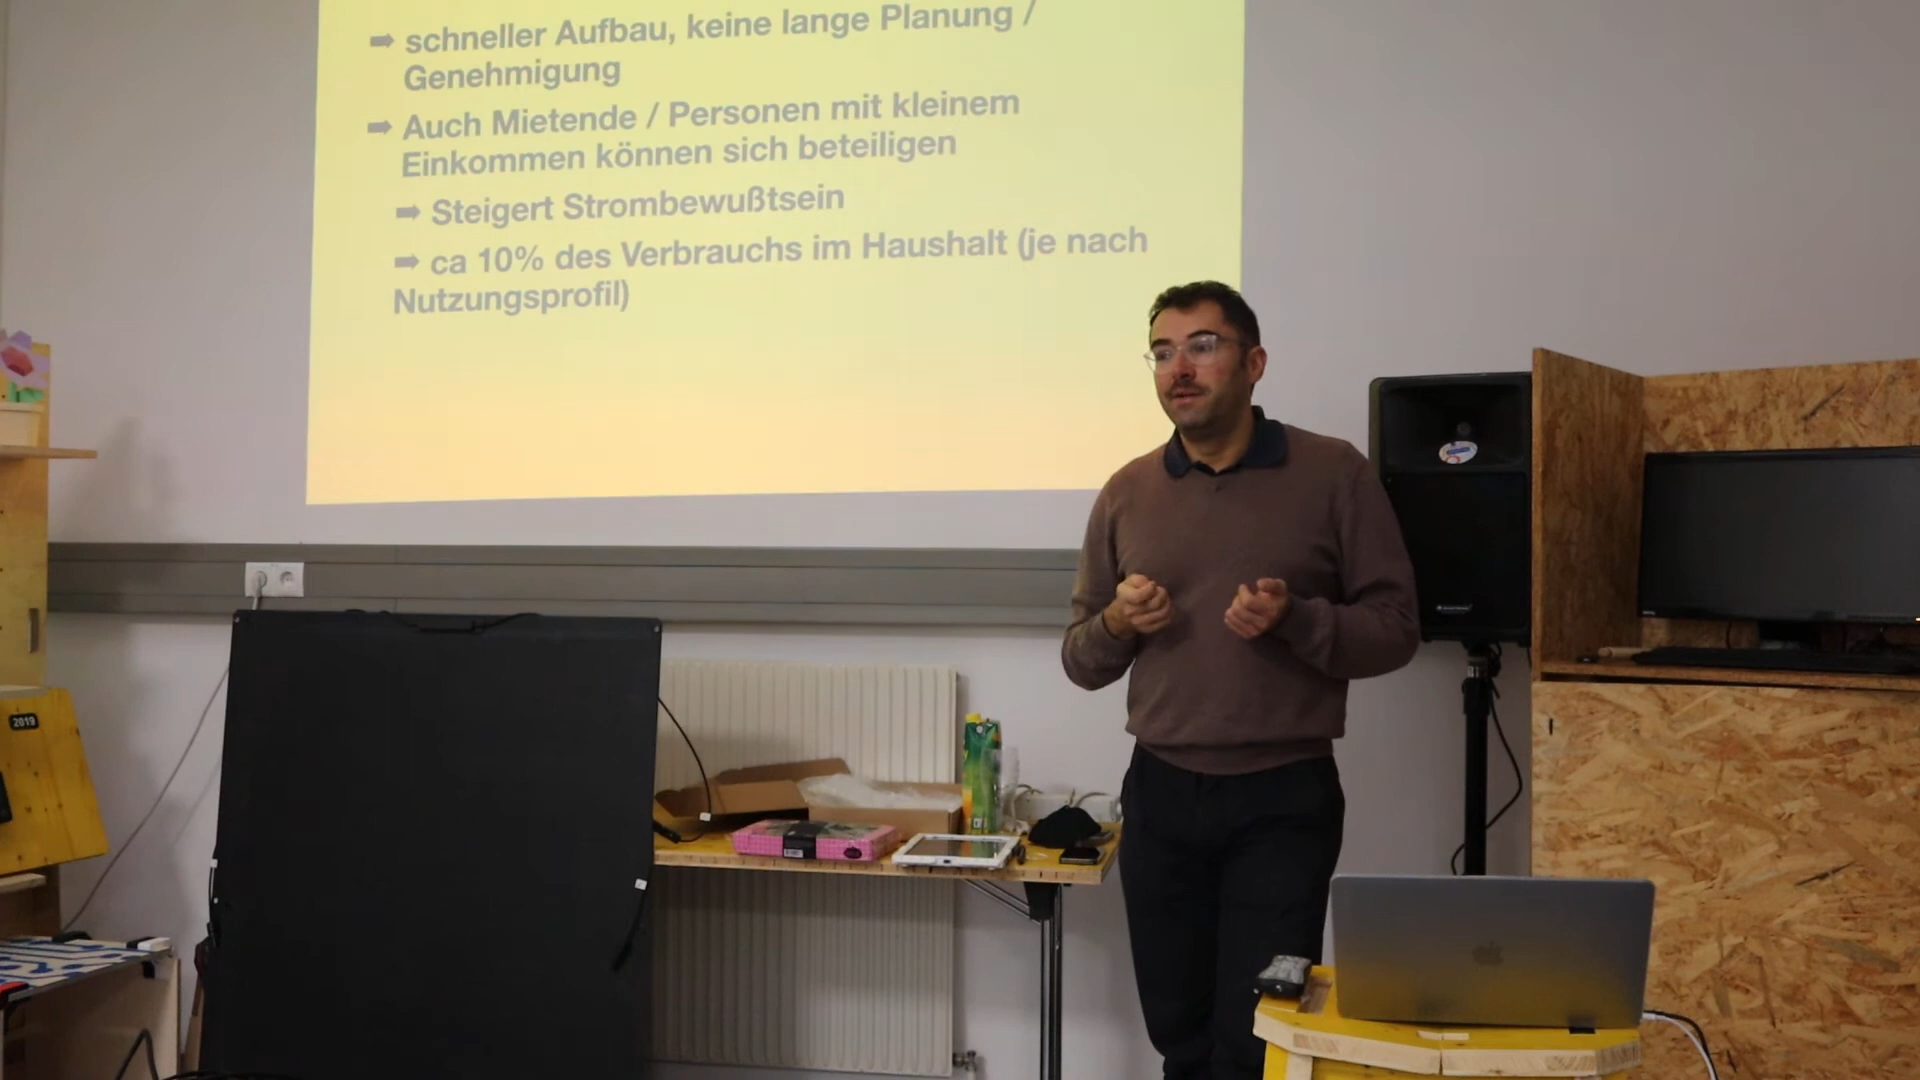 ➡ schneller Aufbau, keine lange Planung /
Genehmigung
➡ Auch Mietende / Personen mit kleinem
Einkommen können sich beteiligen
➡ Steigert Strombewußtsein
➡ ca 10% des Verbrauchs im Haushalt (je nach
Nutzungsprofil)
2019